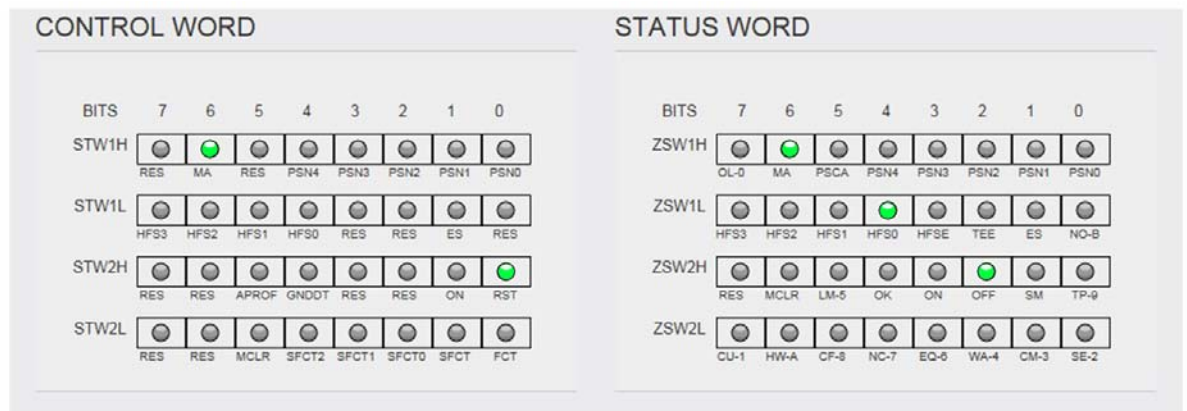 CONTROL WORD
BITS 7 6 5 4 3 2 1 0
STW1H
RES MA RES PSN4 PSN3 PSN2 PSN1 PSN0
STW1L
HFS3 HFS2 HFS1 HFS0 RES RES ES RES
STW2H
RES RES APROF GNDDT RES RES ON RST
STW2L
RES RES MCLR SFCT2 SFCT1 SFCT0 SFCT FCT
STATUS WORD
BITS 7 6 5 4 3 2 1 0
ZSW1H
OL-0 MA PSCA PSN4 PSN3 PSN2 PSN1 PSN0
ZSW1L
HFS3 HFS2 HFS1 HFS0 HFSE TEE ES NO-B
ZSW2H
RES MCLR LM-5 OK ON OFF SM TP-9
ZSW2L
CU-1 HW-A CF-8 NC-7 EQ-6 WA-4 CM-3 SE-2